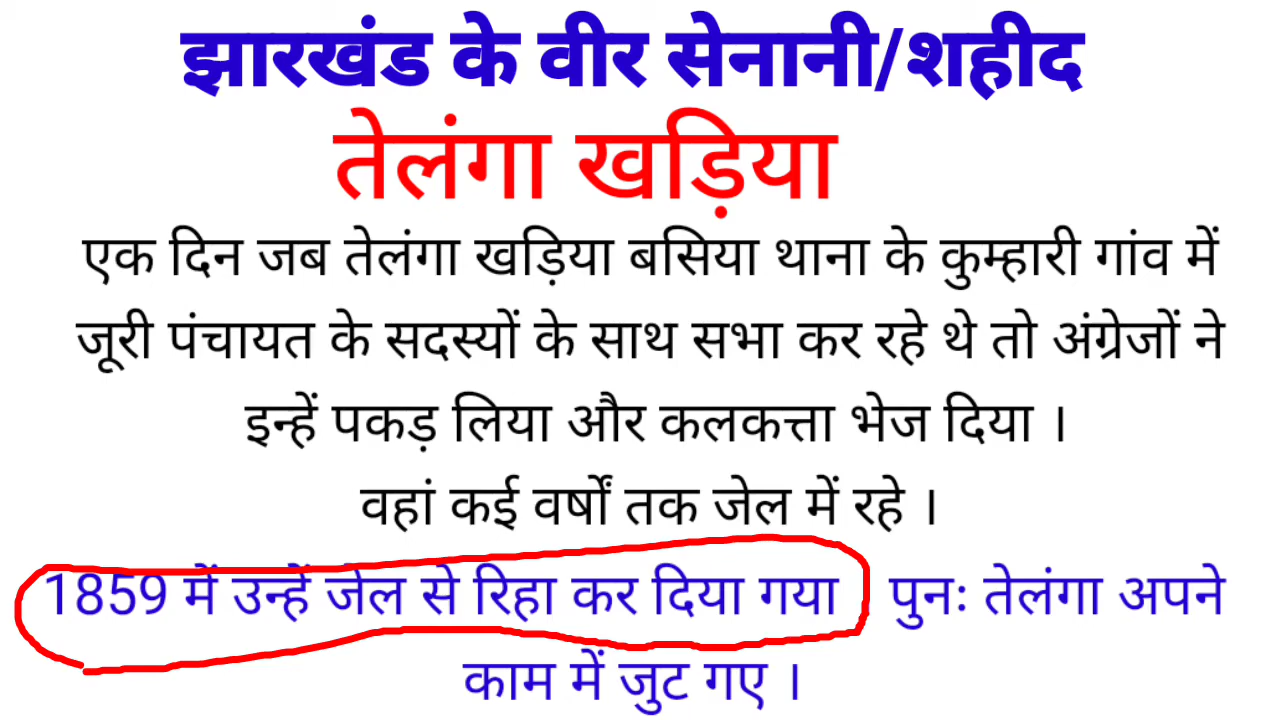 झारखंड के वीर सेनानी/शहीद
तेलंगा खड़िया
एक दिन जब तेलंगा खड़िया बसिया थाना के कुम्हारी गांव में
जूरी पंचायत के सदस्यों के साथ सभा कर रहे थे तो अंग्रेजों ने
इन्हें पकड़ लिया और कलकत्ता भेज दिया ।
वहां कई वर्षों तक जेल में रहे ।
1859 में उन्हें जेल से रिहा कर दिया गया पुनः तेलंगा अपने
काम में जुट गए ।